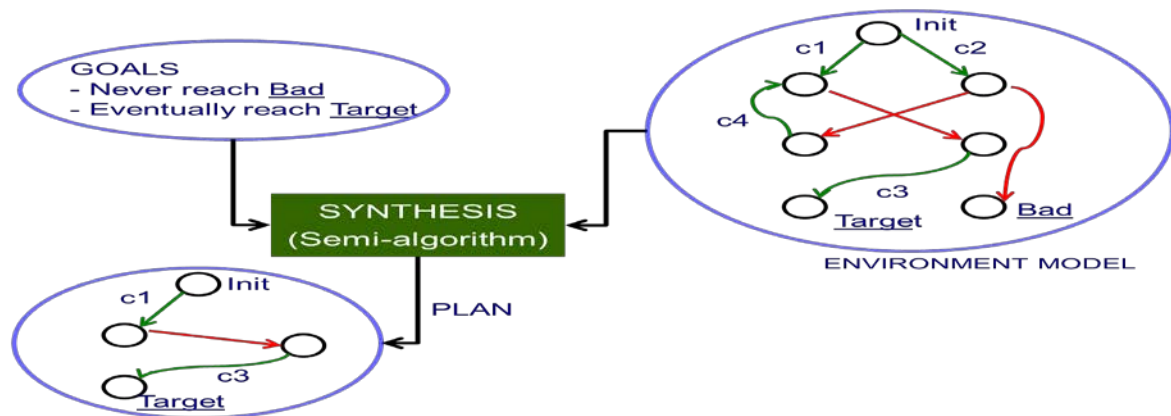 GOALS
- Never reach Bad
- Eventually reach Target
Init
c1
c2
c4
c3
Target
Bad
ENVIRONMENT MODEL
SYNTHESIS
(Semi-algorithm)
PLAN
Init
c1
c3
Target